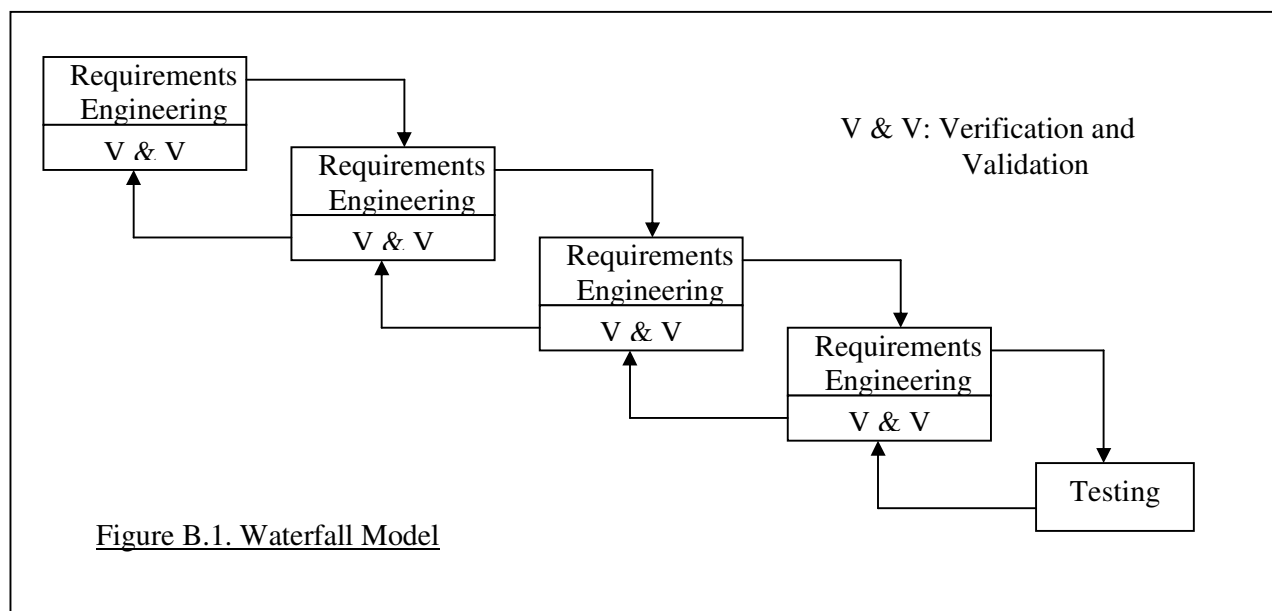 Requirements
Engineering
V & V
Requirements
Engineering
V & V
V & V: Verification and
Validation
Requirements
Engineering
V & V
Requirements
Engineering
V & V
Testing
Figure B.1. Waterfall Model